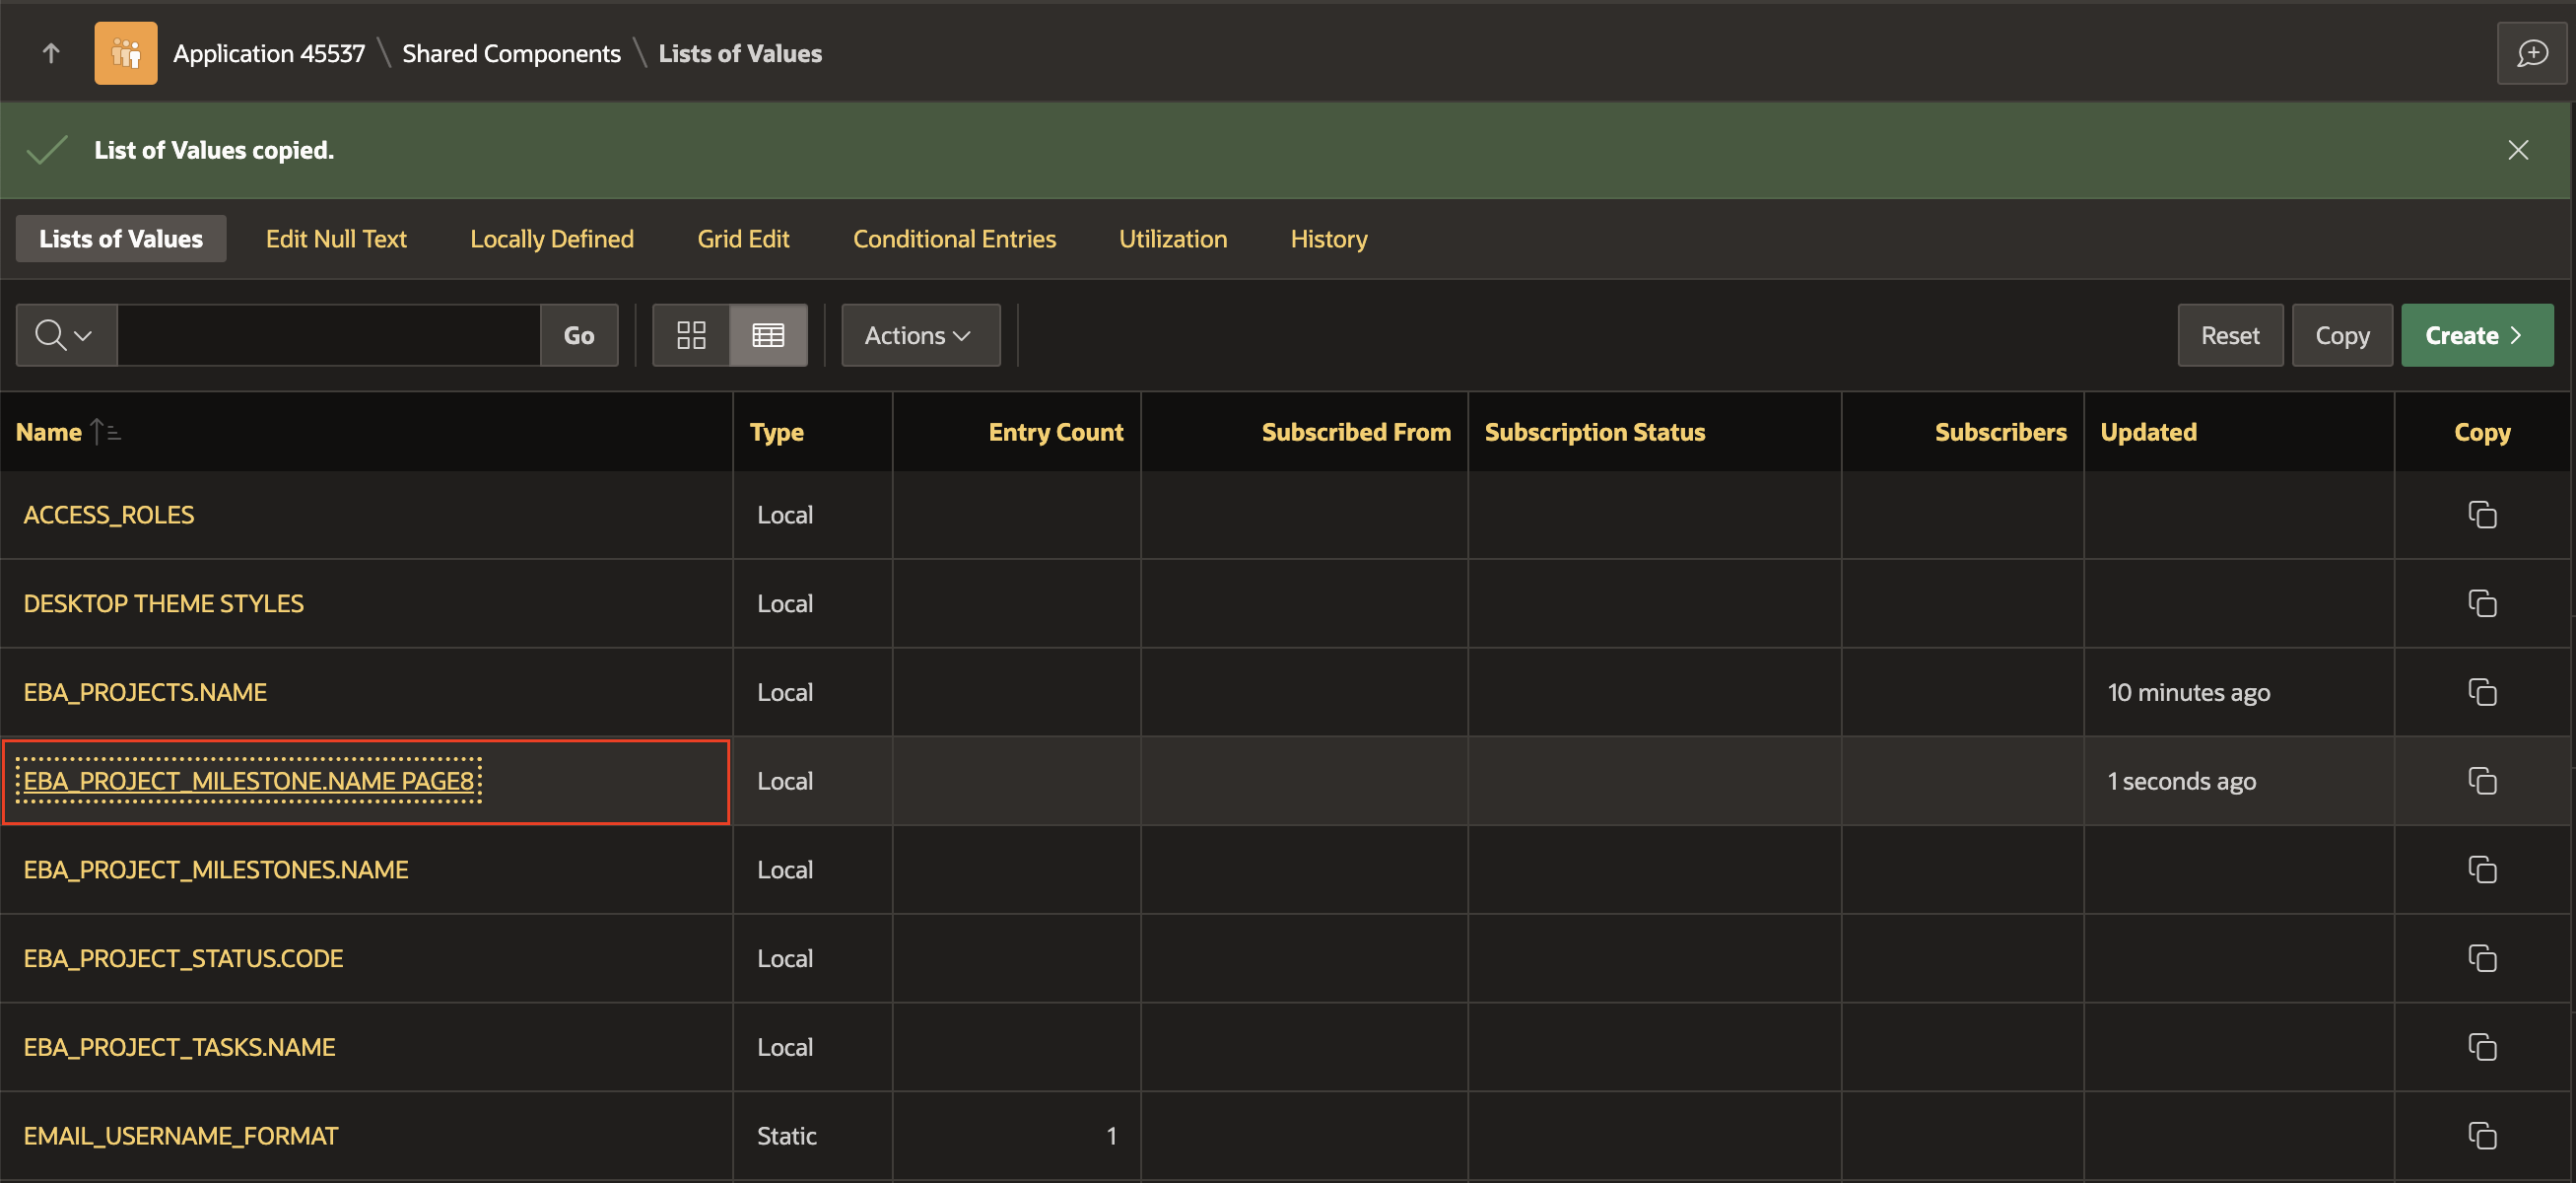 Application 45537 \ Shared Components \ Lists of Values
List of Values copied.
Lists of Values Edit Null Text Locally Defined Grid Edit Conditional Entries Utilization History
Go Actions Reset Copy Create
Name Type Entry Count Subscribed From Subscription Status Subscribers Updated Copy
ACCESS_ROLES Local
DESKTOP THEME STYLES Local
EBA_PROJECTS.NAME Local 10 minutes ago
EBA_PROJECT_MILESTONE.NAME PAGE8 Local 1 seconds ago
EBA_PROJECT_MILESTONES.NAME Local
EBA_PROJECT_STATUS.CODE Local
EBA_PROJECT_TASKS.NAME Local
EMAIL_USERNAME_FORMAT Static 1